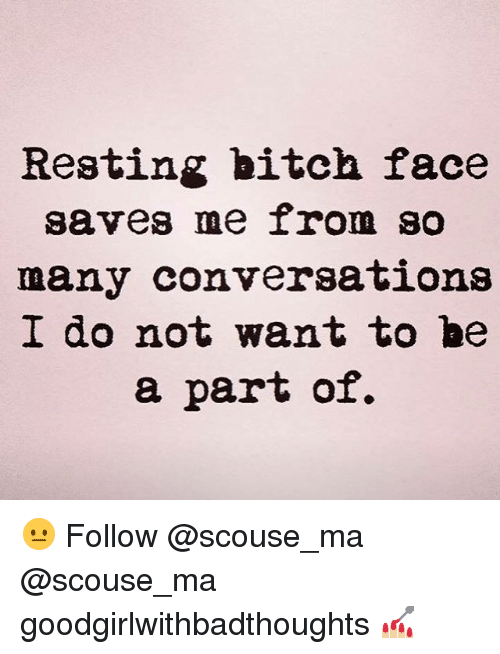 Resting bitch face
saves me from so
many conversations
I do not want to be
a part of.
😐 Follow @scouse_ma
@scouse_ma
goodgirlwithbadthoughts 💅🏼